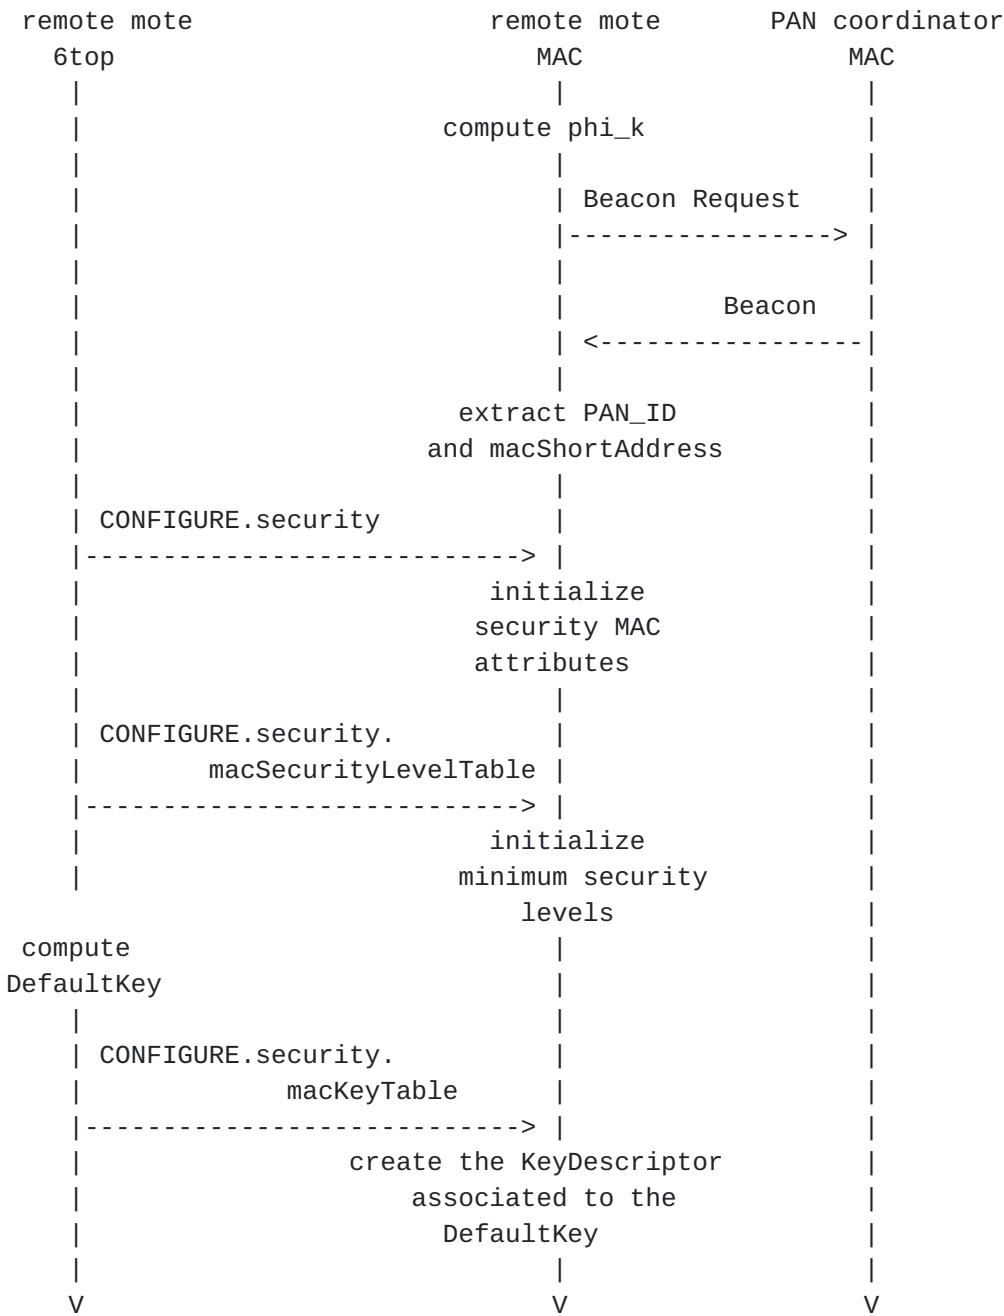 remote mote                   remote mote       PAN coordinator
6top                           MAC                 MAC
|                              |                   |
|                       compute phi_k              |
|                              |                   |
|                              | Beacon Request    |
|                              |-----------------> |
|                              |                   |
|                              |          Beacon   |
|                              | <-----------------|
|                              |                   |
|                        extract PAN_ID            |
|                      and macShortAddress         |
|                              |                   |
| CONFIGURE.security           |                   |
|----------------------------> |                   |
|                          initialize              |
|                         security MAC             |
|                         attributes               |
|                              |                   |
| CONFIGURE.security.          |                   |
|        macSecurityLevelTable |                   |
|----------------------------> |                   |
|                          initialize              |
|                        minimum security          |
levels                |
compute                           |                   |
DefaultKey                         |                   |
|                              |                   |
| CONFIGURE.security.          |                   |
|             macKeyTable      |                   |
|----------------------------> |                   |
|                 create the KeyDescriptor         |
|                     associated to the            |
|                       DefaultKey                 |
|                              |                   |
V                              V                   V